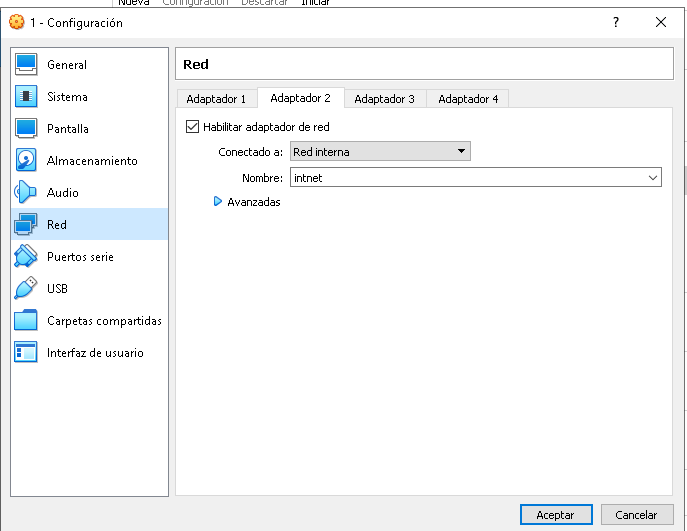 Nueva Configuración Descartar Iniciar
1 - Configuración
?
General
Sistema
Pantalla
Almacenamiento
Audio
Red
Puertos serie
USB
Carpetas compartidas
Interfaz de usuario
Red
Adaptador 1 Adaptador 2 Adaptador 3 Adaptador 4
Habilitar adaptador de red
Conectado a: Red interna
Nombre: intnet
Avanzadas
Aceptar Cancelar